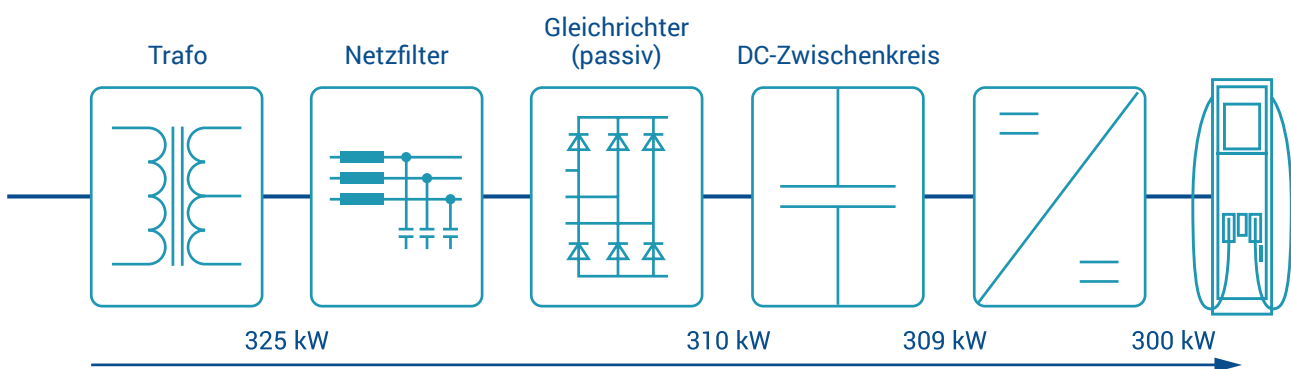 Trafo
Netzfilter
Gleichrichter
(passiv)
DC-Zwischenkreis
325 kW
310 kW
309 kW
300 kW